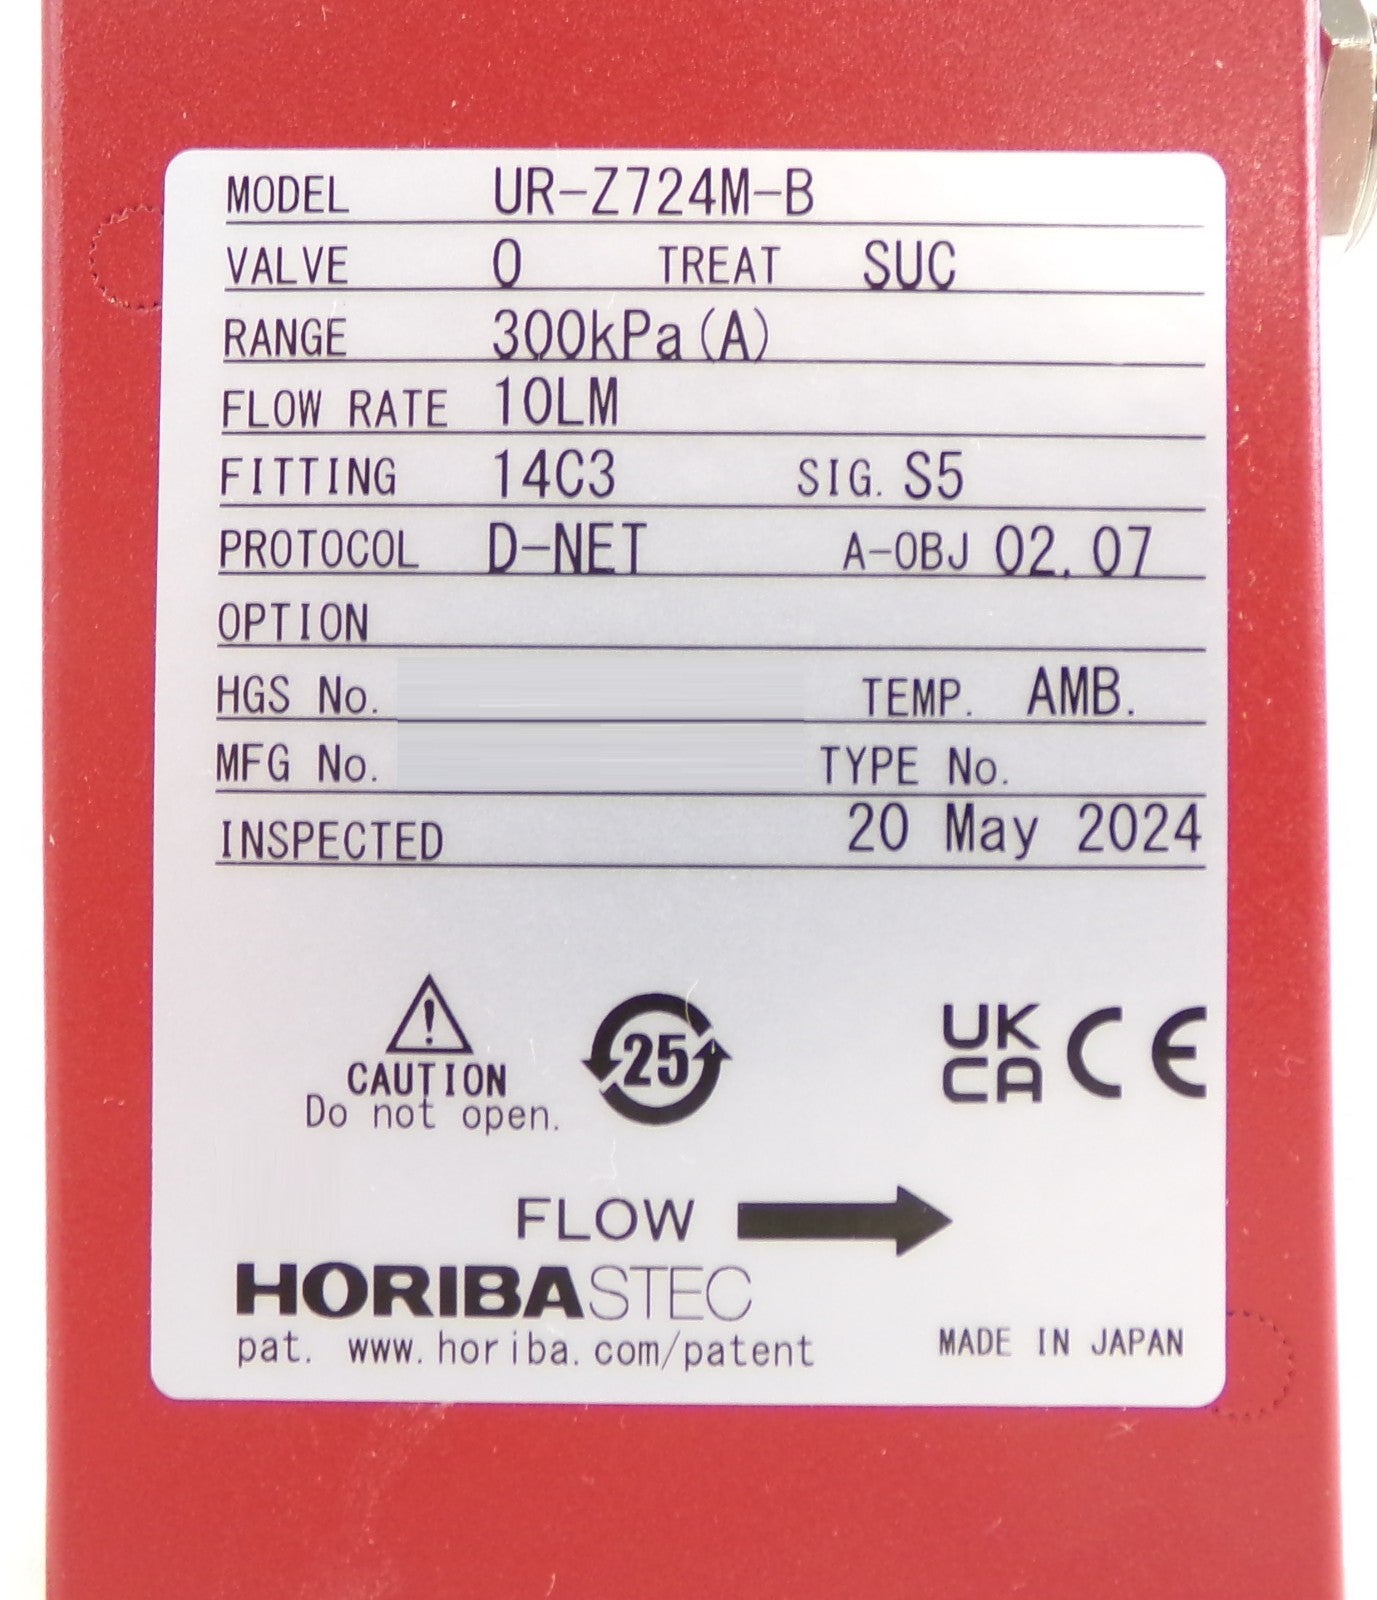 MODEL UR-Z724M-B
VALVE O TREAT SUC
RANGE 300kPa(A)
FLOW RATE 10LM
FITTING 14C3 SIG. S5
PROTOCOL D-NET A-OBJ 02.07
OPTION
HGS No. TEMP. AMB.
MFG No. TYPE No.
INSPECTED 20 May 2024
CAUTION
Do not open.
25
UK
CA CE
FLOW
HORIBASTEC
pat. www.horiba.com/patent MADE IN JAPAN